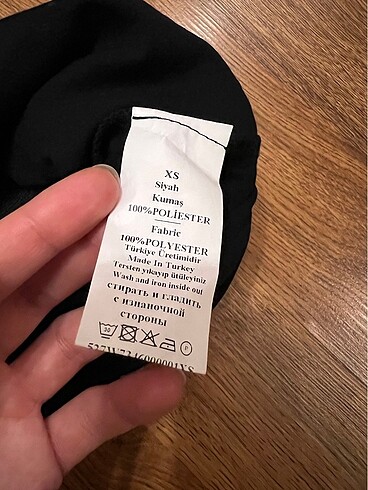 XS
Siyah
Kumaş
100%POLİESTER
Fabric
100%POLYESTER
Türkiye Üretimidir
Made In Turkey
Tersten yıkayıp ütüleyiniz
Wash and iron inside out
стирать и гладить
с изнаночной
стороны
30
P